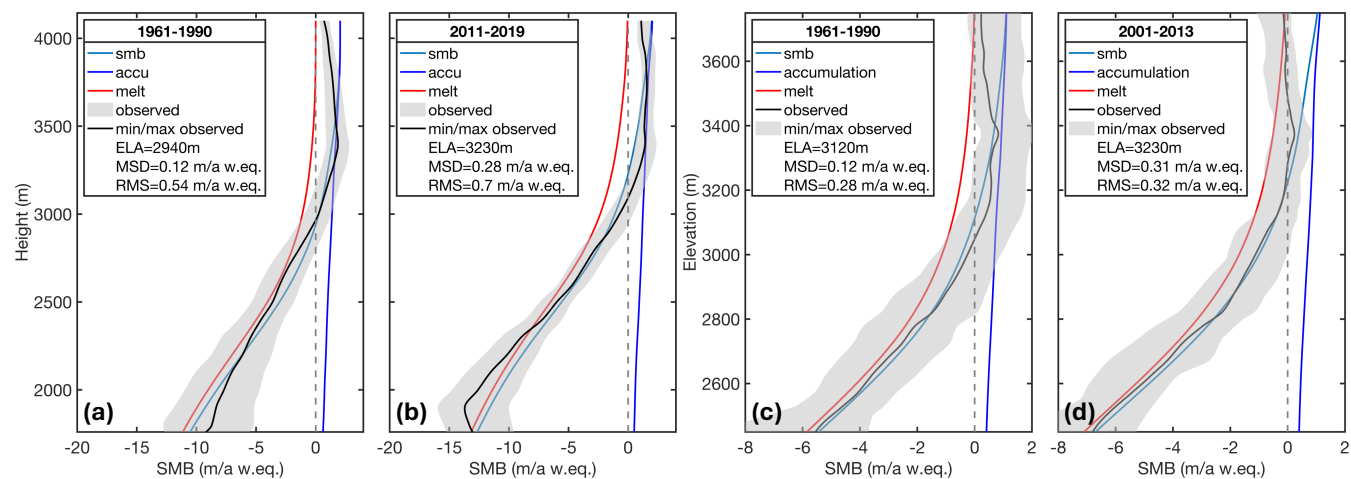 1961-1990
smb
accu
melt
observed
min/max observed
ELA=2940m
MSD=0.12 m/a w.eq.
RMS=0.54 m/a w.eq.
(a)
Height (m)
4000
3500
3000
2500
2000
-20 -15 -10 -5 0
SMB (m/a w.eq.)
2011-2019
smb
accu
melt
observed
min/max observed
ELA=3230m
MSD=0.28 m/a w.eq.
RMS=0.7 m/a w.eq.
(b)
-20 -15 -10 -5 0
SMB (m/a w.eq.)
1961-1990
smb
accumulation
melt
observed
min/max observed
ELA=3120m
MSD=0.12 m/a w.eq.
RMS=0.28 m/a w.eq.
(c)
Elevation (m)
3600
3400
3200
3000
2800
2600
-8 -6 -4 -2 0 2
SMB (m/a w.eq.)
2001-2013
smb
accumulation
melt
observed
min/max observed
ELA=3230m
MSD=0.31 m/a w.eq.
RMS=0.32 m/a w.eq.
(d)
-8 -6 -4 -2 0 2
SMB (m/a w.eq.)